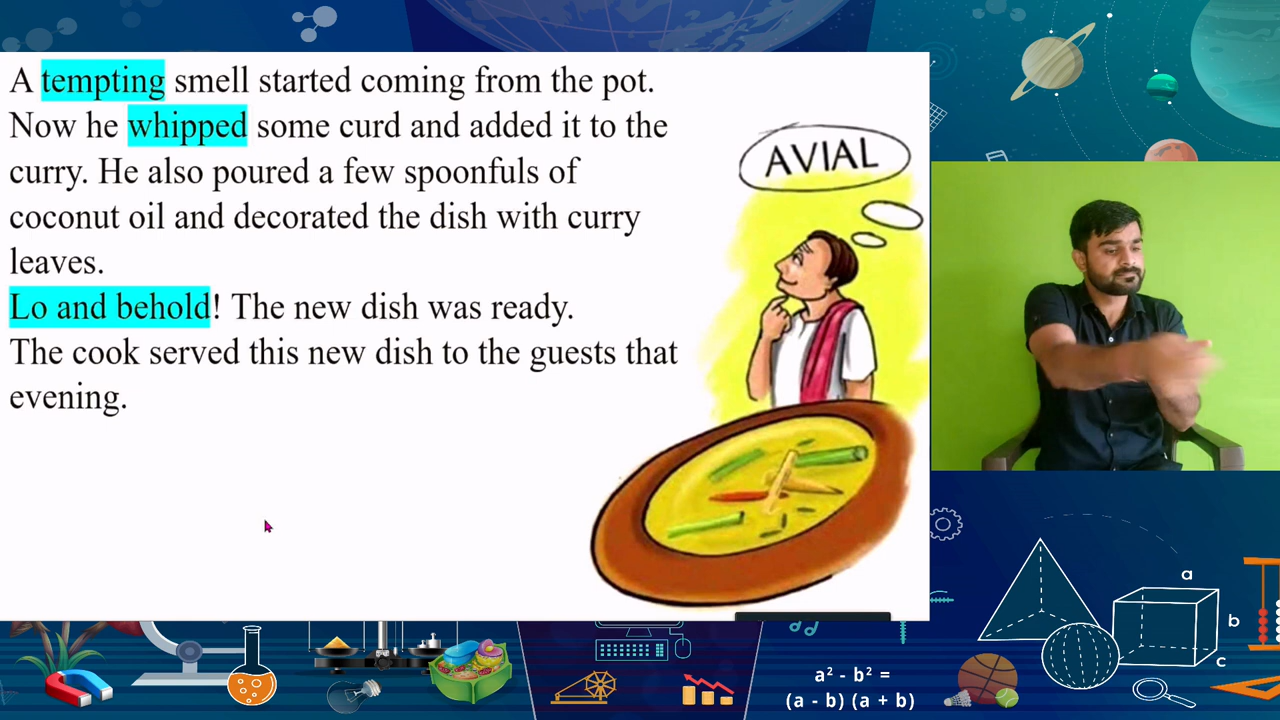 A tempting smell started coming from the pot.
Now he whipped some curd and added it to the
curry. He also poured a few spoonfuls of
coconut oil and decorated the dish with curry
leaves.
Lo and behold! The new dish was ready.
The cook served this new dish to the guests that
evening.
AVIAL
a
b
c
a² - b² =
(a - b) (a + b)